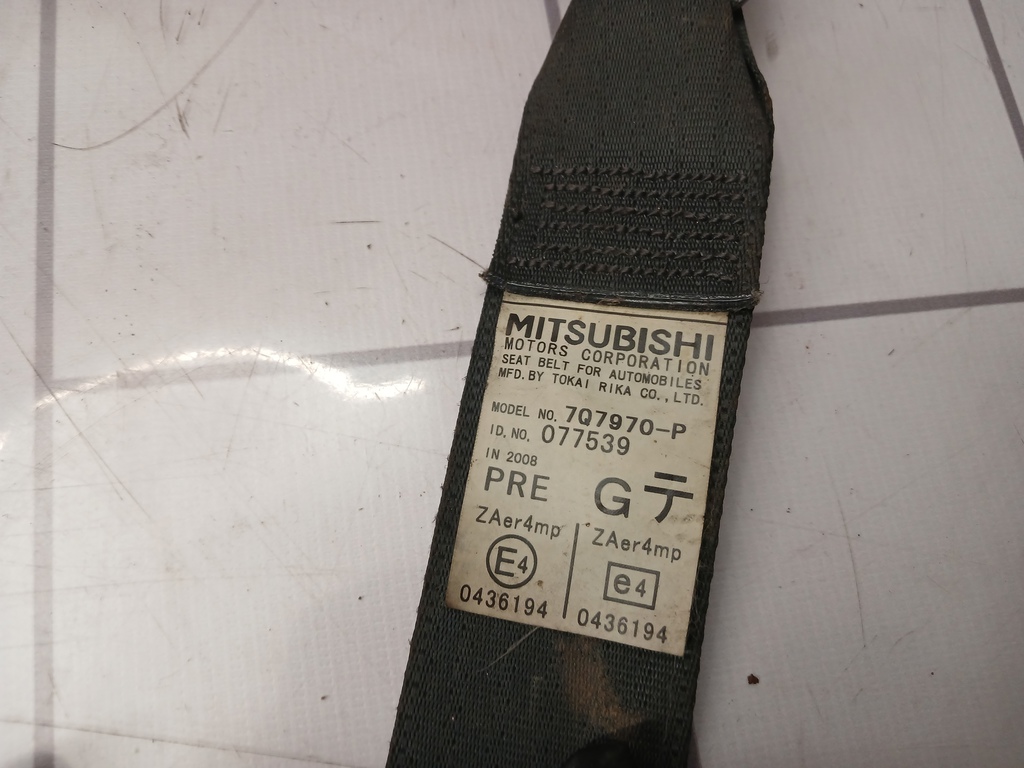 MITSUBISHI
MOTORS CORPORATION
SEAT BELT FOR AUTOMOBILES
MFD. BY TOKAI RIKA CO., LTD.
MODEL NO. 7Q7970-P
ID. NO. 077539
IN 2008
PRE Gテ
ZAer4mp ZAer4mp
E4 e4
0436194 0436194